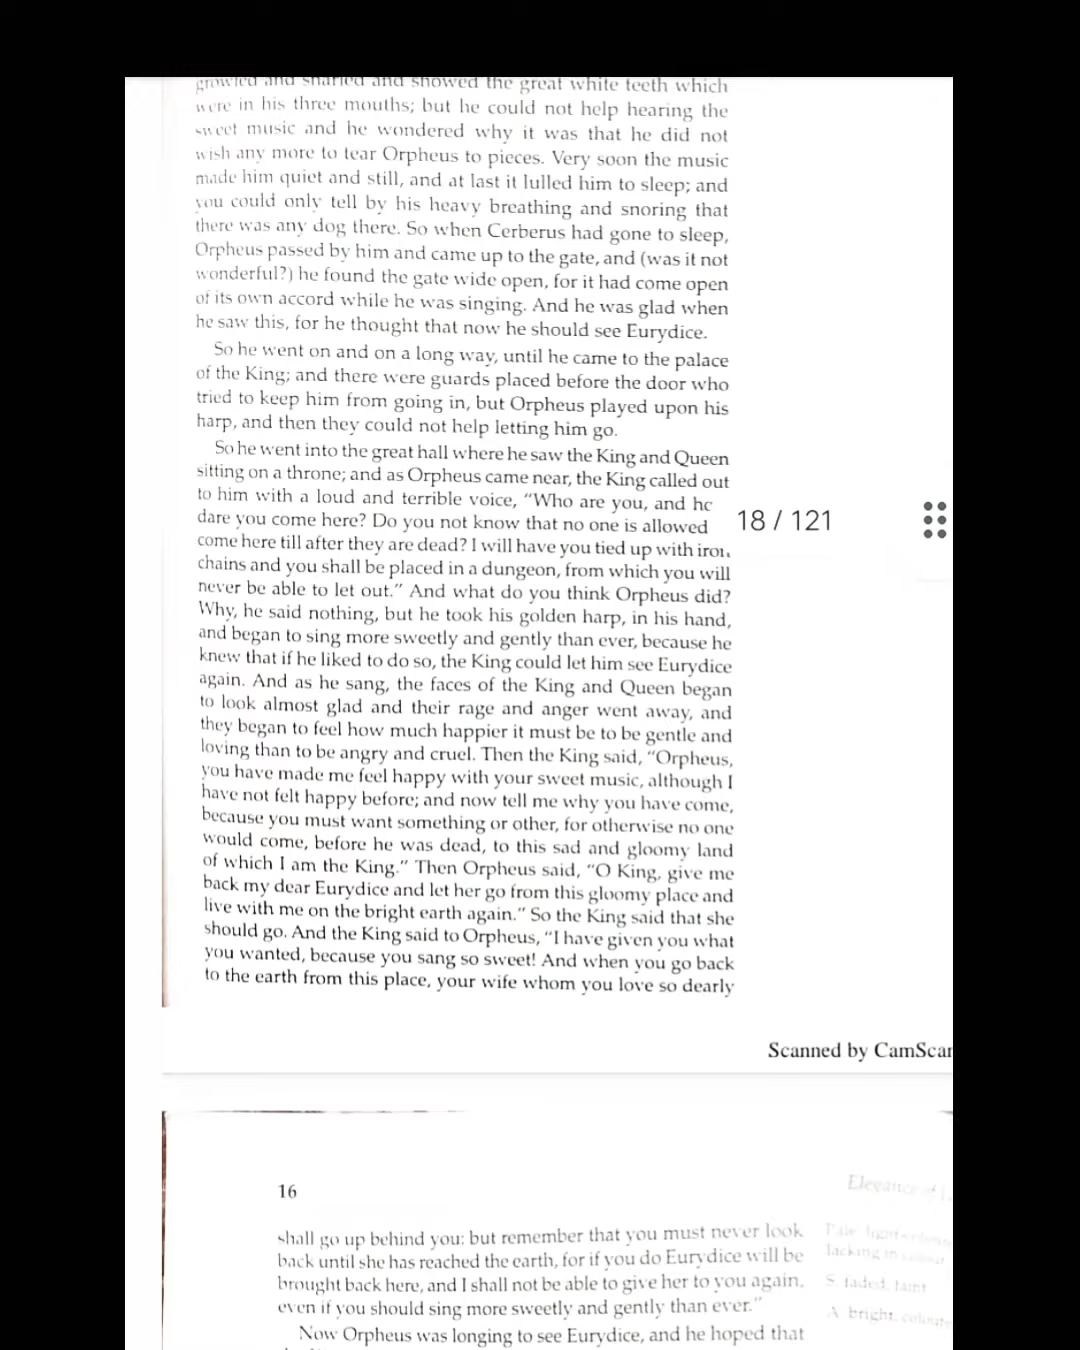 growled and snarled and showed the great white teeth which
were in his three mouths; but he could not help hearing the
sweet music and he wondered why it was that he did not
wish any more to tear Orpheus to pieces. Very soon the music
made him quiet and still, and at last it lulled him to sleep; and
you could only tell by his heavy breathing and snoring that
there was any dog there. So when Cerberus had gone to sleep,
Orpheus passed by him and came up to the gate, and (was it not
wonderful?) he found the gate wide open, for it had come open
of its own accord while he was singing. And he was glad when
he saw this, for he thought that now he should see Eurydice.
So he went on and on a long way, until he came to the palace
of the King; and there were guards placed before the door who
tried to keep him from going in, but Orpheus played upon his
harp, and then they could not help letting him go.
So he went into the great hall where he saw the King and Queen
sitting on a throne; and as Orpheus came near, the King called out
to him with a loud and terrible voice, "Who are you, and
dare you come here? Do you not know that no one is allowed
18 / 121
come here till after they are dead? I will have you tied up with iron
chains and you shall be placed in a dungeon, from which you will
never be able to let out." And what do you think Orpheus did?
Why, he said nothing, but he took his golden harp, in his hand,
and began to sing more sweetly and gently than ever, because he
knew that if he liked to do so, the King could let him see Eurydice
again. And as he sang, the faces of the King and Queen began
to look almost glad and their rage and anger went away, and
they began to feel how much happier it must be to be gentle and
loving than to be angry and cruel. Then the King said, "Orpheus,
you have made me feel happy with your sweet music, although I
have not felt happy before; and now tell me why you have come,
because you must want something or other, for otherwise no one
would come, before he was dead, to this sad and gloomy land
of which I am the King." Then Orpheus said, "O King, give me
back my dear Eurydice and let her go from this gloomy place and
live with me on the bright earth again." So the King said that she
should go. And the King said to Orpheus, "I have given you what
you wanted, because you sang so sweet! And when you go back
to the earth from this place, your wife whom you love so dearly
Scanned by CamScan
16
Elegance of
shall go up behind you: but remember that you must never look
back until she has reached the earth, for if you do Eurydice will be
brought back here, and I shall not be able to give her to you again,
even if you should sing more sweetly and gently than ever."
Now Orpheus was longing to see Eurydice, and he hoped that
Pale
lacking in colour
S. faded, faint
A bright,